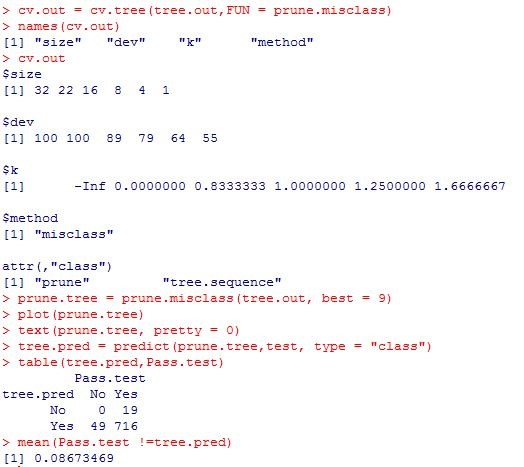 > cv.out = cv.tree(tree.out,FUN = prune.misclass)
> names(cv.out)
[1] "size"   "dev"    "k"      "method"
> cv.out
$size
[1] 32 22 16  8  4  1
$dev
[1] 100 100  89  79  64  55
$k
[1]      -Inf 0.0000000 0.8333333 1.0000000 1.2500000 1.6666667
$method
[1] "misclass"
attr(,"class")
[1] "prune"         "tree.sequence"
> prune.tree = prune.misclass(tree.out, best = 9)
> plot(prune.tree)
> text(prune.tree, pretty = 0)
> tree.pred = predict(prune.tree,test, type = "class")
> table(tree.pred,Pass.test)
         Pass.test
tree.pred  No Yes
      No    0  19
      Yes  49 716
> mean(Pass.test !=tree.pred)
[1] 0.08673469